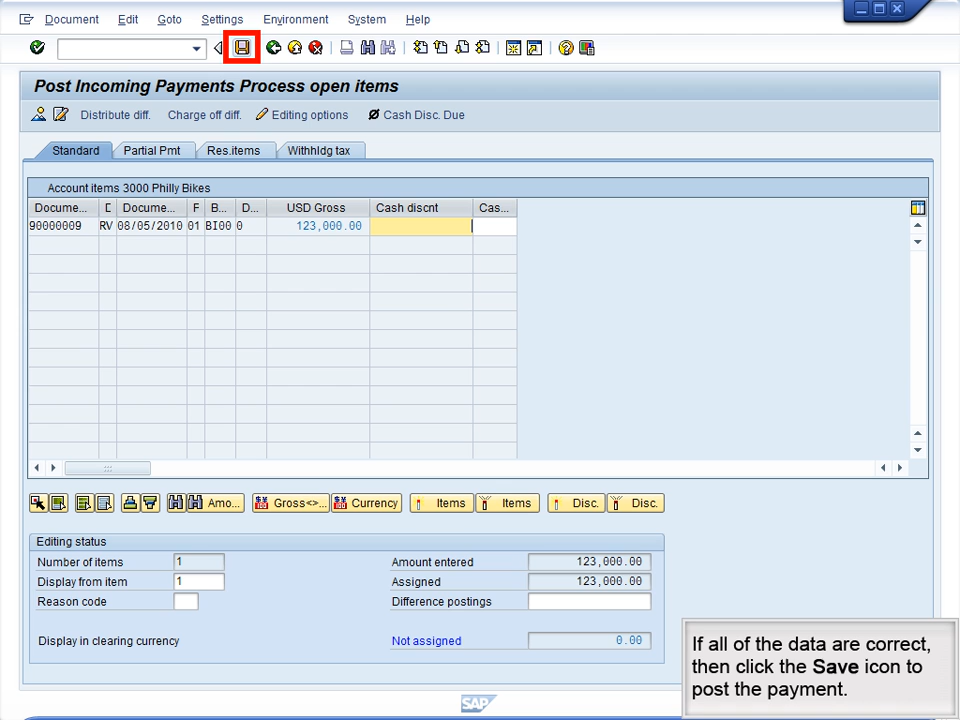 Document Edit Goto Settings Environment System Help
Post Incoming Payments Process open items
Distribute diff. Charge off diff. Editing options Cash Disc. Due
Standard Partial Pmt Res.items Withhldg tax
Account items 3000 Philly Bikes
Docume... D Docume... F B... D... USD Gross Cash discnt Cas...
90000009 RV 08/05/2010 01 BI00 0 123,000.00
Amo... Gross<>... Currency Items Items Disc. Disc.
Editing status
Number of items 1 Amount entered 123,000.00
Display from item 1 Assigned 123,000.00
Reason code Difference postings
Display in clearing currency Not assigned 0.00
If all of the data are correct,
then click the Save icon to
post the payment.
SAP